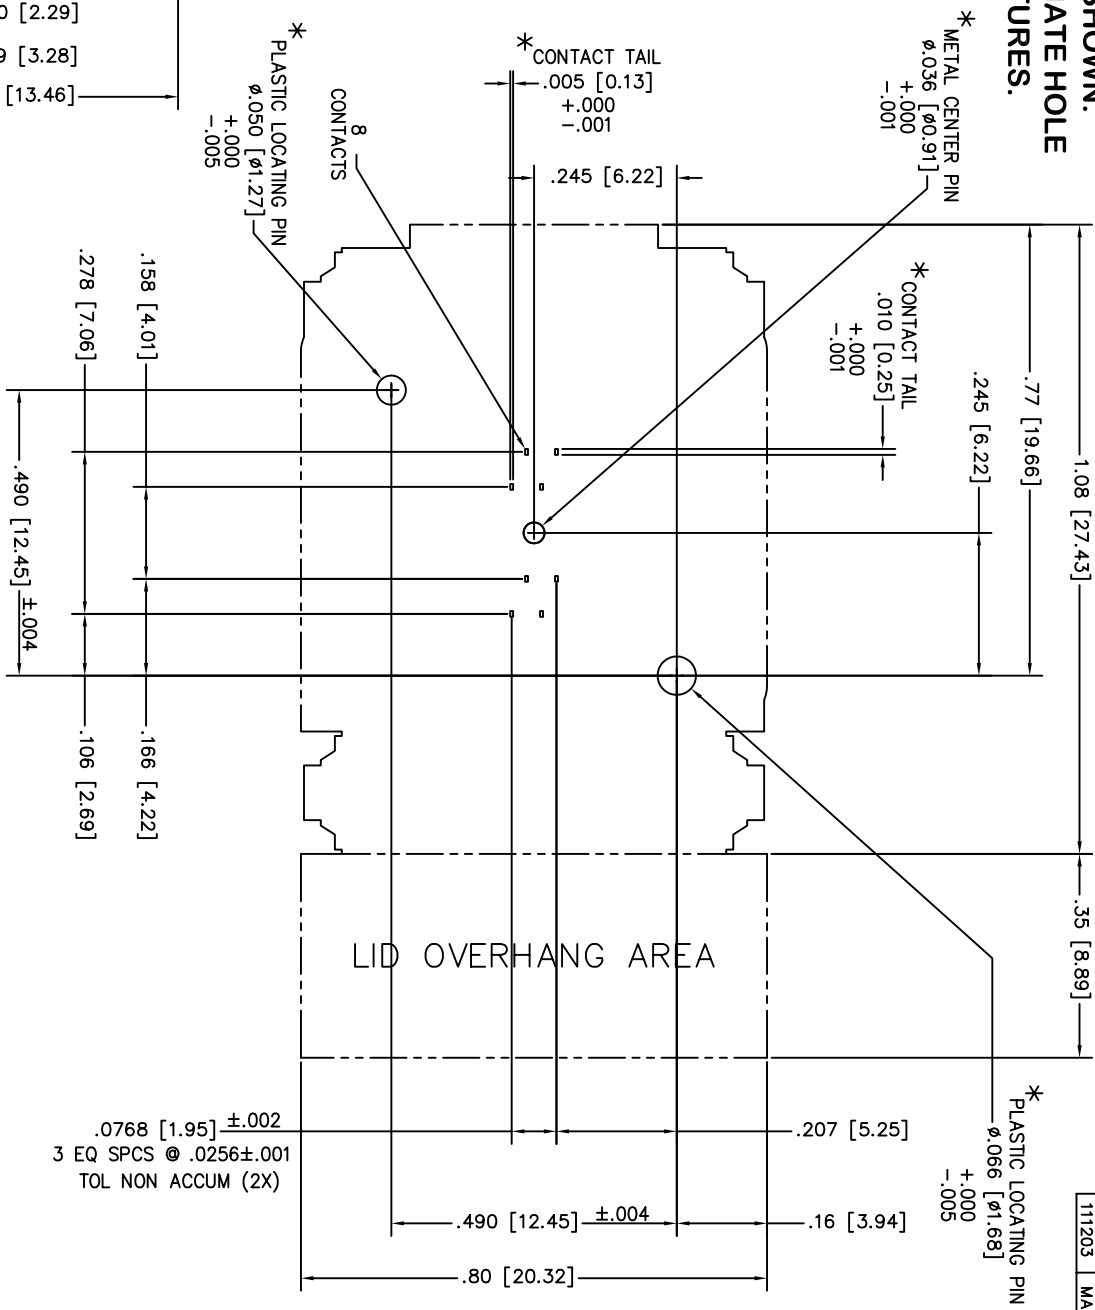 SHOWN.
ATE HOLE
TURES.
0 [2.29]
9 [3.28]
[13.46]
* METAL CENTER PIN
ø.036 [ø0.91]
+.000
-.001
* CONTACT TAIL
.005 [0.13]
+.000
-.001
.245 [6.22]
* PLASTIC LOCATING PIN
ø.050 [ø1.27]
+.000
-.005
8
CONTACTS
* CONTACT TAIL
.010 [0.25]
+.000
-.001
1.08 [27.43]
.77 [19.66]
.245 [6.22]
.35 [8.89]
.158 [4.01]
.278 [7.06]
.490 [12.45] ±.004
.166 [4.22]
.106 [2.69]
LID OVERHANG AREA
* PLASTIC LOCATING PIN
ø.066 [ø1.68]
+.000
-.005
111203 MA
.0768 [1.95] ±.002
3 EQ SPCS @ .0256±.001
TOL NON ACCUM (2X)
.207 [5.25]
.490 [12.45] ±.004
.16 [3.94]
.80 [20.32]